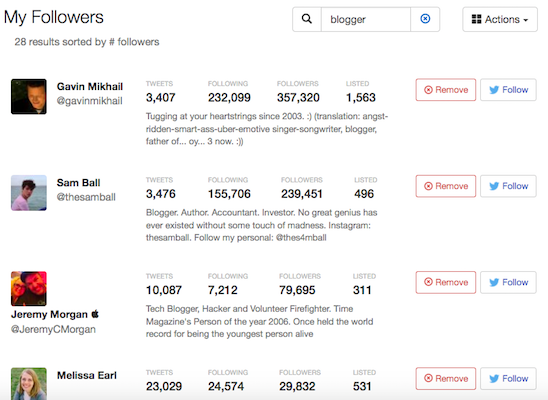 My Followers
blogger
Actions
28 results sorted by # followers
Gavin Mikhail
@gavinmikhail
TWEETS FOLLOWING FOLLOWERS LISTED
3,407 232,099 357,320 1,563
Tugging at your heartstrings since 2003. :) (translation: angst-
ridden-smart-ass-uber-emotive singer-songwriter, blogger,
father of... oy... 3 now. :))
Remove Follow
Sam Ball
@thesamball
TWEETS FOLLOWING FOLLOWERS LISTED
3,476 155,706 239,451 496
Blogger. Author. Accountant. Investor. No great genius has
ever existed without some touch of madness. Instagram:
thesamball. Follow my personal: @thes4mball
Remove Follow
Jeremy Morgan
@JeremyCMorgan
TWEETS FOLLOWING FOLLOWERS LISTED
10,087 7,212 79,695 311
Tech Blogger, Hacker and Volunteer Firefighter. Time
Magazine's Person of the year 2006. Once held the world
record for being the youngest person alive
Remove Follow
Melissa Earl
TWEETS FOLLOWING FOLLOWERS LISTED
23,029 24,574 29,832 531
Remove Follow